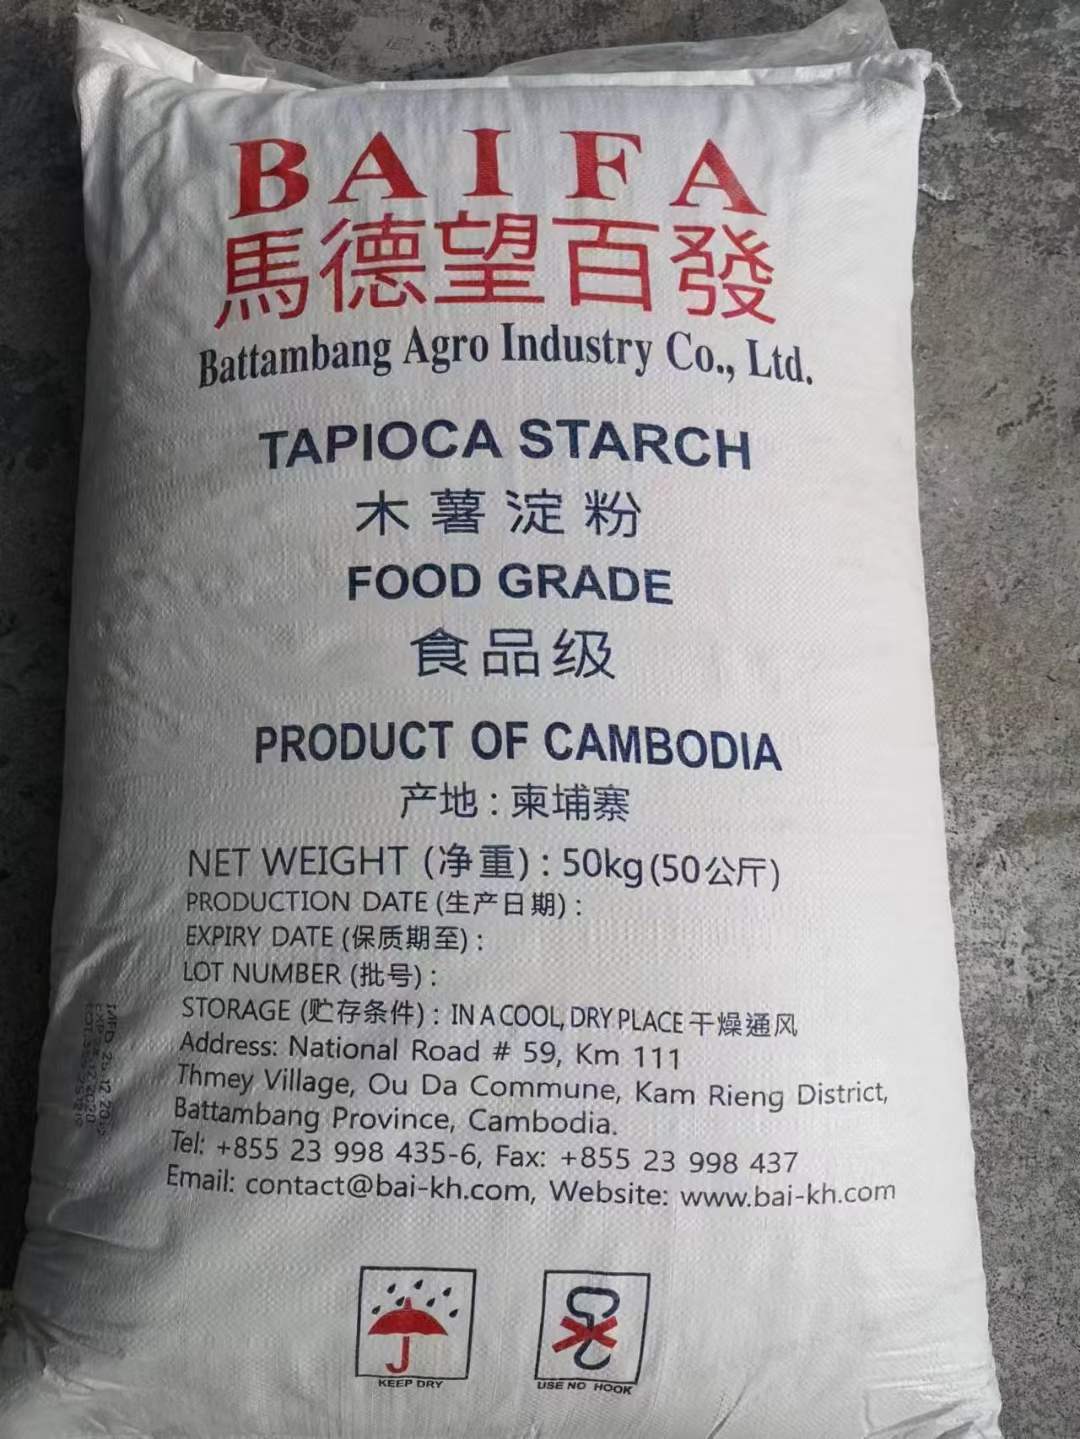 BAIFA
馬德望百發
Battambang Agro Industry Co., Ltd.
TAPIOCA STARCH
木薯淀粉
FOOD GRADE
食品级
PRODUCT OF CAMBODIA
产地：柬埔寨
NET WEIGHT (净重) : 50kg (50公斤)
PRODUCTION DATE (生产日期) :
EXPIRY DATE (保质期至) :
LOT NUMBER (批号) :
STORAGE (贮存条件) : IN A COOL, DRY PLACE 干燥通风
Address: National Road # 59, Km 111
Thmey Village, Ou Da Commune, Kam Rieng District,
Battambang Province, Cambodia.
Tel: +855 23 998 435-6, Fax: +855 23 998 437
Email: contact@bai-kh.com, Website: www.bai-kh.com
KEEP DRY
USE NO HOOK